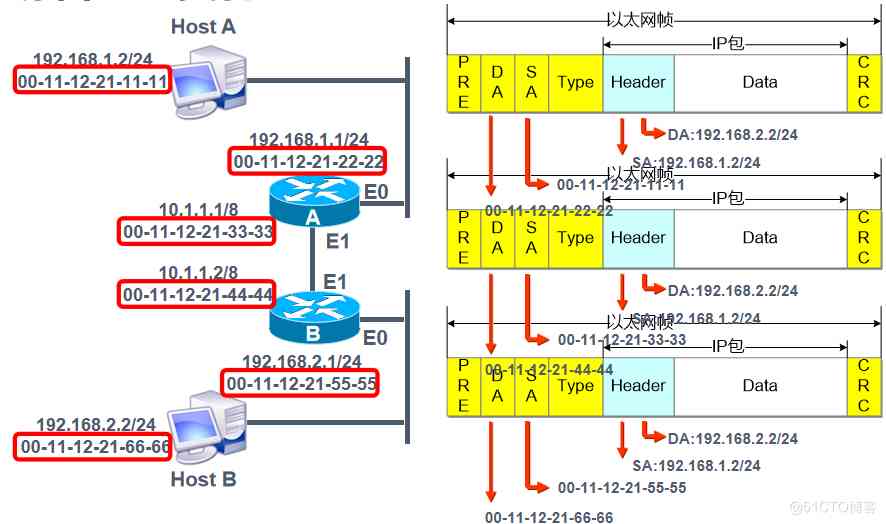 Host A
192.168.1.2/24
00-11-12-21-11-11
192.168.1.1/24
00-11-12-21-22-22
E0
A
10.1.1.1/8
00-11-12-21-33-33
E1
10.1.1.2/8
E1
00-11-12-21-44-44
B
E0
192.168.2.1/24
00-11-12-21-55-55
192.168.2.2/24
00-11-12-21-66-66
Host B
以太网帧
IP包
PRE
DA
SA
Type
Header
Data
CRC
DA:192.168.2.2/24
SA:192.168.1.2/24
00-11-12-21-11-11
00-11-12-21-22-22
以太网帧
IP包
PRE
DA
SA
Type
Header
Data
CRC
DA:192.168.2.2/24
SA:192.168.1.2/24
00-11-12-21-33-33
00-11-12-21-44-44
以太网帧
IP包
PRE
DA
SA
Type
Header
Data
CRC
DA:192.168.2.2/24
SA:192.168.1.2/24
00-11-12-21-55-55
00-11-12-21-66-66
@51CTO博客